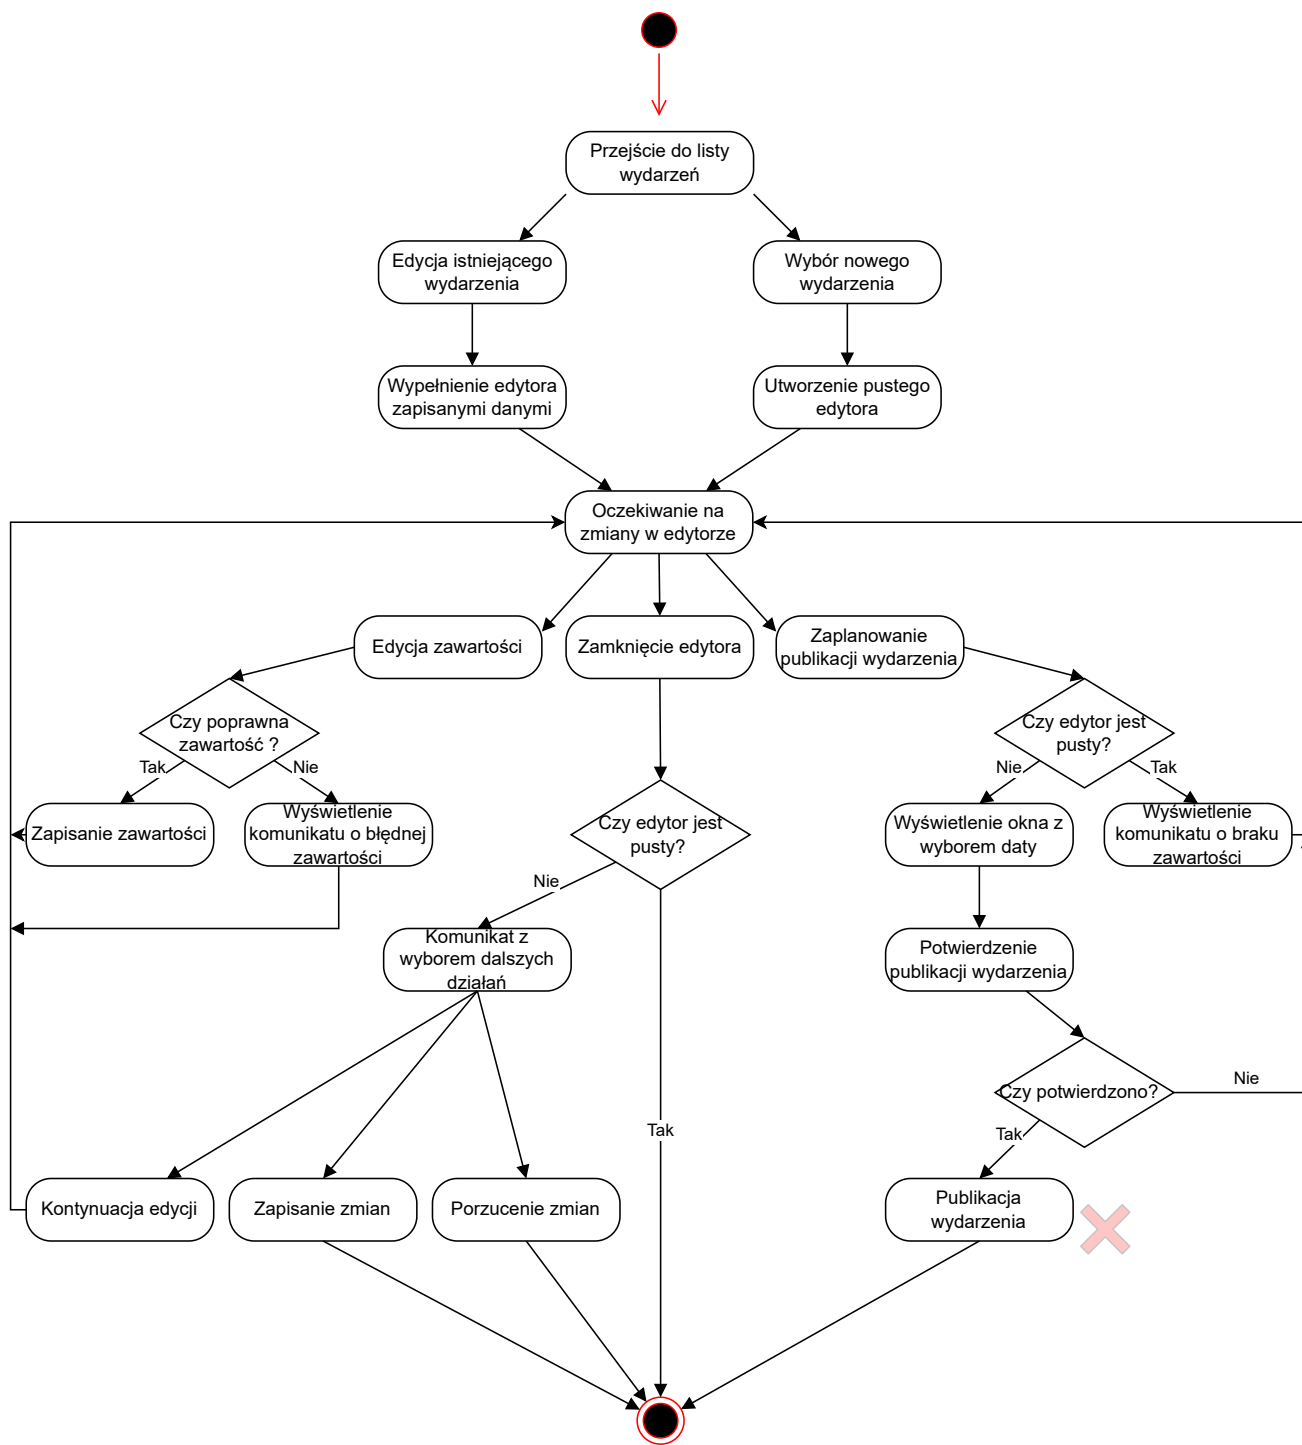 Przejście do listy
wydarzeń
Edycja istniejącego
wydarzenia
Wybór nowego
wydarzenia
Wypełnienie edytora
zapisanymi danymi
Utworzenie pustego
edytora
Oczekiwanie na
zmiany w edytorze
Edycja zawartości
Zamknięcie edytora
Zaplanowanie
publikacji wydarzenia
Czy poprawna
zawartość ?
Tak
Nie
Czy edytor jest
pusty?
Nie
Tak
Zapisanie zawartości
Wyświetlenie
komunikatu o błędnej
zawartości
Czy edytor jest
pusty?
Wyświetlenie okna z
wyborem daty
Wyświetlenie
komunikatu o braku
zawartości
Nie
Komunikat z
wyborem dalszych
działań
Potwierdzenie
publikacji wydarzenia
Czy potwierdzono?
Nie
Tak
Tak
Kontynuacja edycji
Zapisanie zmian
Porzucenie zmian
Publikacja
wydarzenia